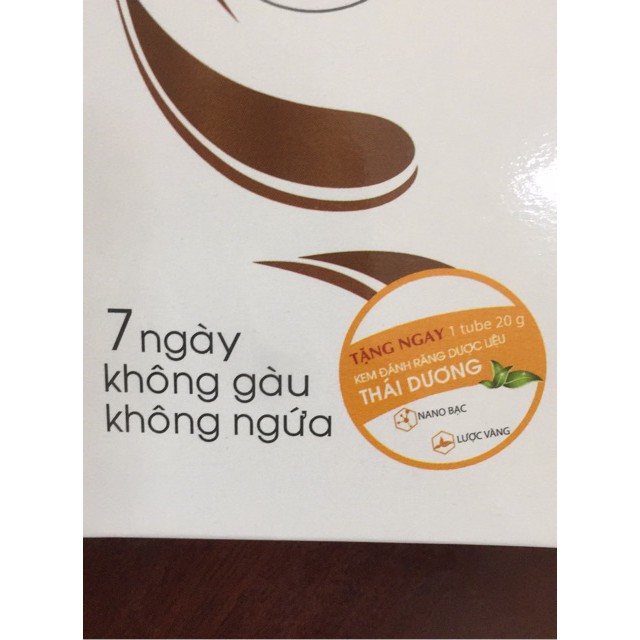 7 ngày
không gàu
không ngứa
TẶNG NGAY 1 tube 20 g
KEM ĐÁNH RĂNG DƯỢC LIỆU
THÁI DƯƠNG
NANO BẠC
LƯỢC VÀNG